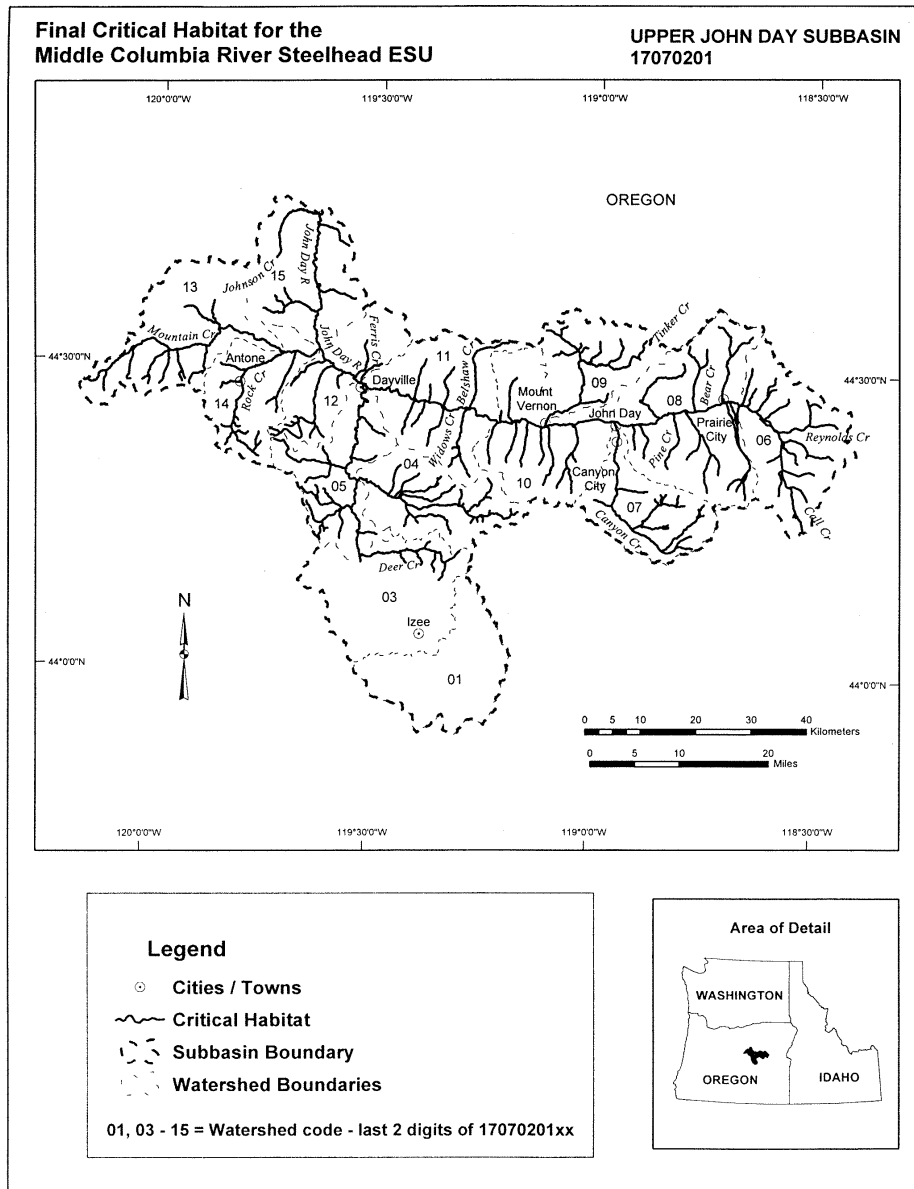 Final Critical Habitat for the
Middle Columbia River Steelhead ESU
UPPER JOHN DAY SUBBASIN
17070201
120°0'0"W
119°30'0"W
119°0'0"W
118°30'0"W
OREGON
John Day R
Johnson Cr
15
13
Mountain Cr
44°30'0"N
Antone
Rock Cr
14
12
John Day R
Ferris Cr
Dayville
11
Belshaw Cr
Widows Cr
04
05
Mount
Vernon
09
Tinker Cr
John Day
08
Bear Cr
44°30'0"N
Prairie
City
06
Reynolds Cr
Pine Cr
Canyon
City
10
07
Canyon Cr
Call Cr
Deer Cr
03
Izee
01
N
44°0'0"N
44°0'0"N
0 5 10 20 30 40
Kilometers
0 5 10 20
Miles
120°0'0"W
119°30'0"W
119°0'0"W
118°30'0"W
Legend
Cities / Towns
Critical Habitat
Subbasin Boundary
Watershed Boundaries
01, 03 - 15 = Watershed code - last 2 digits of 17070201xx
Area of Detail
WASHINGTON
OREGON
IDAHO